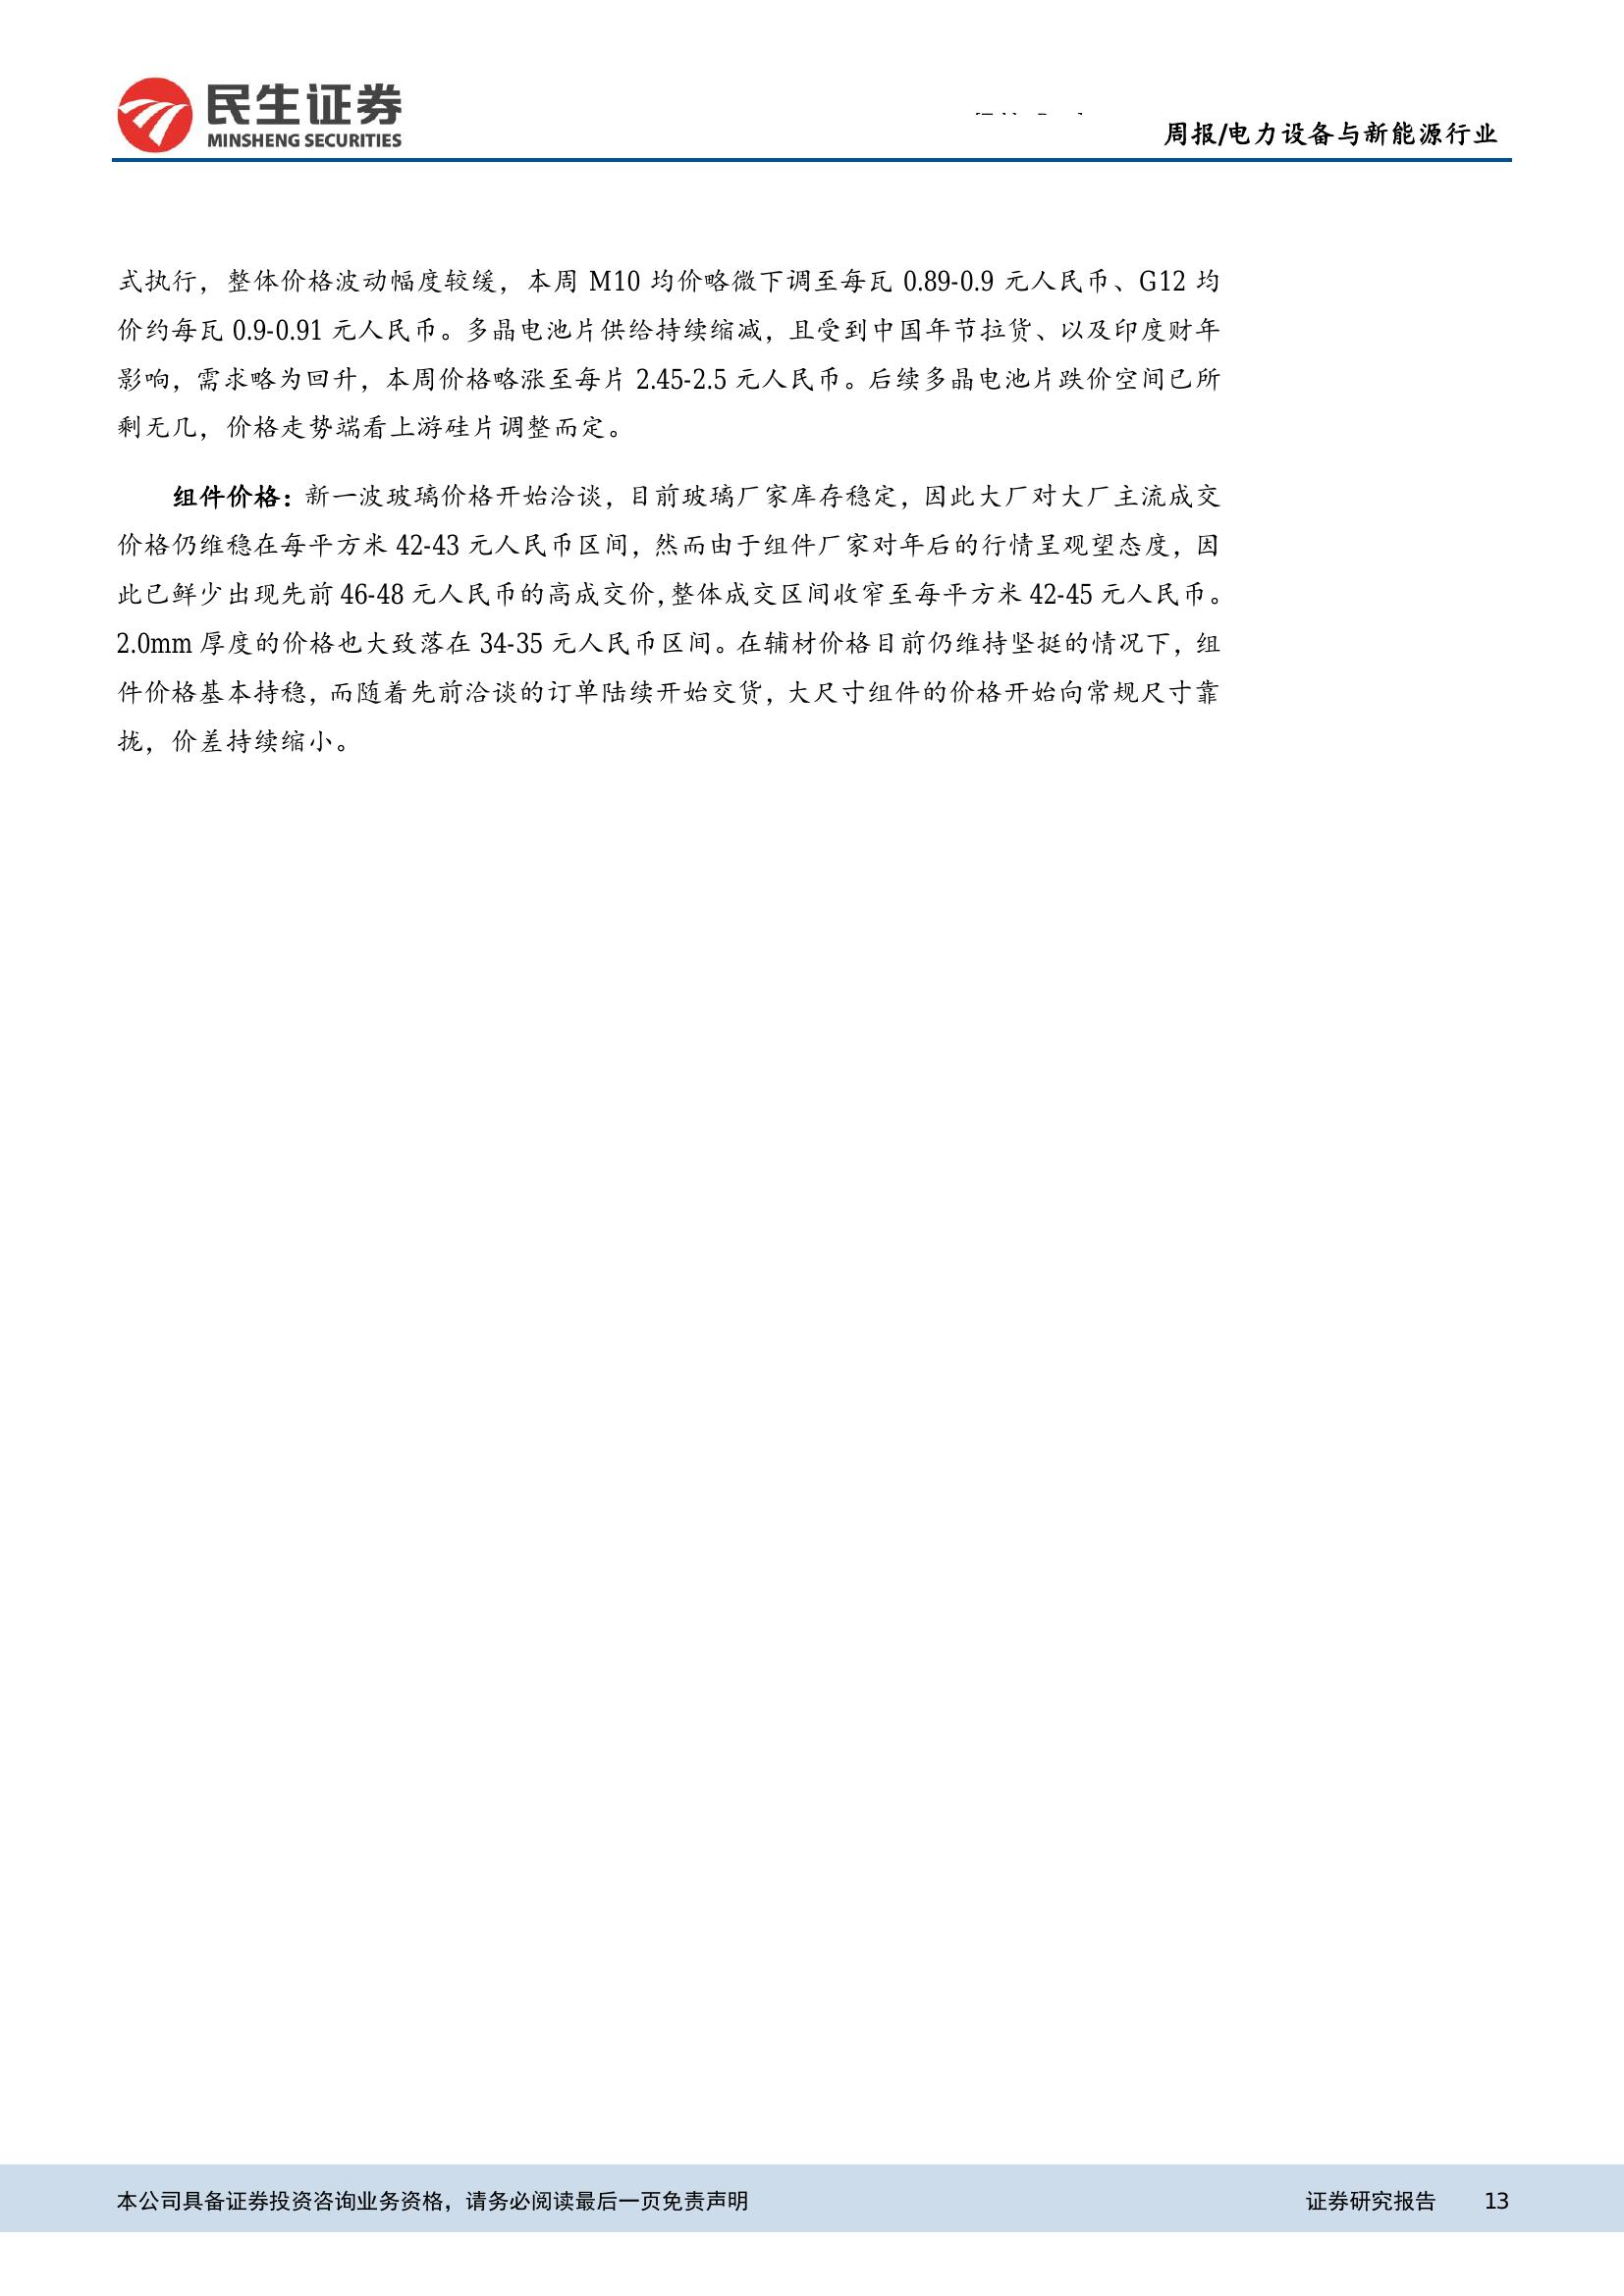 民生证券
MINSHENG SECURITIES
周报/电力设备与新能源行业
式执行，整体价格波动幅度较缓，本周 M10 均价略微下调至每瓦 0.89-0.9 元人民币、G12 均
价约每瓦 0.9-0.91 元人民币。多晶电池片供给持续缩减，且受到中国年节拉货、以及印度财年
影响，需求略为回升，本周价格略涨至每片 2.45-2.5 元人民币。后续多晶电池片跌价空间已所
剩无几，价格走势端看上游硅片调整而定。
组件价格：新一波玻璃价格开始洽谈，目前玻璃厂家库存稳定，因此大厂对大厂主流成交
价格仍维稳在每平方米 42-43 元人民币区间，然而由于组件厂家对年后的行情呈观望态度，因
此已鲜少出现先前 46-48 元人民币的高成交价，整体成交区间收窄至每平方米 42-45 元人民币。
2.0mm 厚度的价格也大致落在 34-35 元人民币区间。在辅材价格目前仍维持坚挺的情况下，组
件价格基本持稳，而随着先前洽谈的订单陆续开始交货，大尺寸组件的价格开始向常规尺寸靠
拢，价差持续缩小。
本公司具备证券投资咨询业务资格，请务必阅读最后一页免责声明 证券研究报告 13